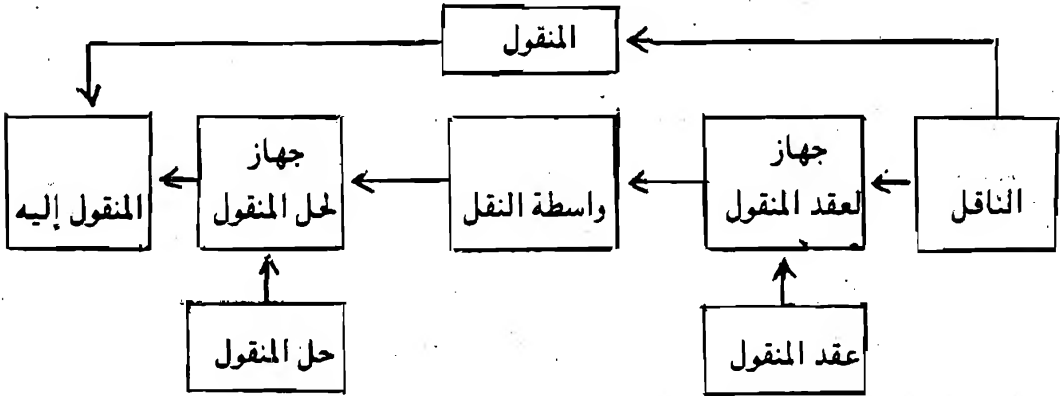 المنقول
الناقل
جهاز
لعقد المنقول
واسطة النقل
جهاز
لحل المنقول
المنقول إليه
عقد المنقول
حل المنقول